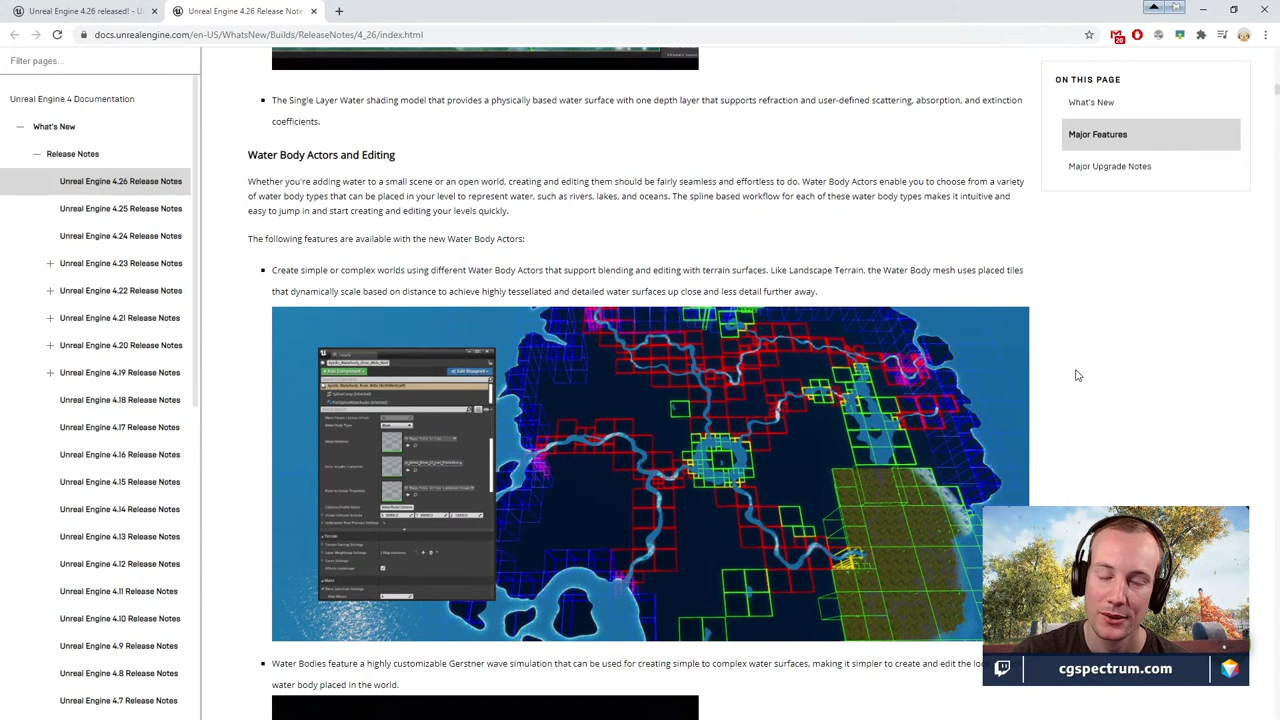 Unreal Engine 4.26 released! -
Unreal Engine 4.26 Release Notes
docs.unrealengine.com/en-US/WhatsNew/Builds/ReleaseNotes/4_26/index.html
Filter pages...
Unreal Engine 4 Documentation
What's New
Release Notes
Unreal Engine 4.26 Release Notes
Unreal Engine 4.25 Release Notes
Unreal Engine 4.24 Release Notes
Unreal Engine 4.23 Release Notes
Unreal Engine 4.22 Release Notes
Unreal Engine 4.21 Release Notes
Unreal Engine 4.20 Release Notes
Unreal Engine 4.19 Release Notes
Unreal Engine 4.18 Release Notes
Unreal Engine 4.17 Release Notes
Unreal Engine 4.16 Release Notes
Unreal Engine 4.15 Release Notes
Unreal Engine 4.14 Release Notes
Unreal Engine 4.13 Release Notes
Unreal Engine 4.12 Release Notes
Unreal Engine 4.11 Release Notes
Unreal Engine 4.10 Release Notes
Unreal Engine 4.9 Release Notes
Unreal Engine 4.8 Release Notes
Unreal Engine 4.7 Release Notes
The Single Layer Water shading model that provides a physically based water surface with one depth layer that supports refraction and user-defined scattering, absorption, and extinction
coefficients.
Water Body Actors and Editing
Whether you're adding water to a small scene or an open world, creating and editing them should be fairly seamless and effortless to do. Water Body Actors enable you to choose from a variety
of water body types that can be placed in your level to represent water, such as rivers, lakes, and oceans. The spline based workflow for each of these water body types makes it intuitive and
easy to jump in and start creating and editing your levels quickly.
The following features are available with the new Water Body Actors:
Create simple or complex worlds using different Water Body Actors that support blending and editing with terrain surfaces. Like Landscape Terrain, the Water Body mesh uses placed tiles
that dynamically scale based on distance to achieve highly tessellated and detailed water surfaces up close and less detail further away.
Water Bodies feature a highly customizable Gerstner wave simulation that can be used for creating simple to complex water surfaces, making it simpler to create and edit the
water body placed in the world.
ON THIS PAGE
What's New
Major Features
Major Upgrade Notes
cgspectrum.com